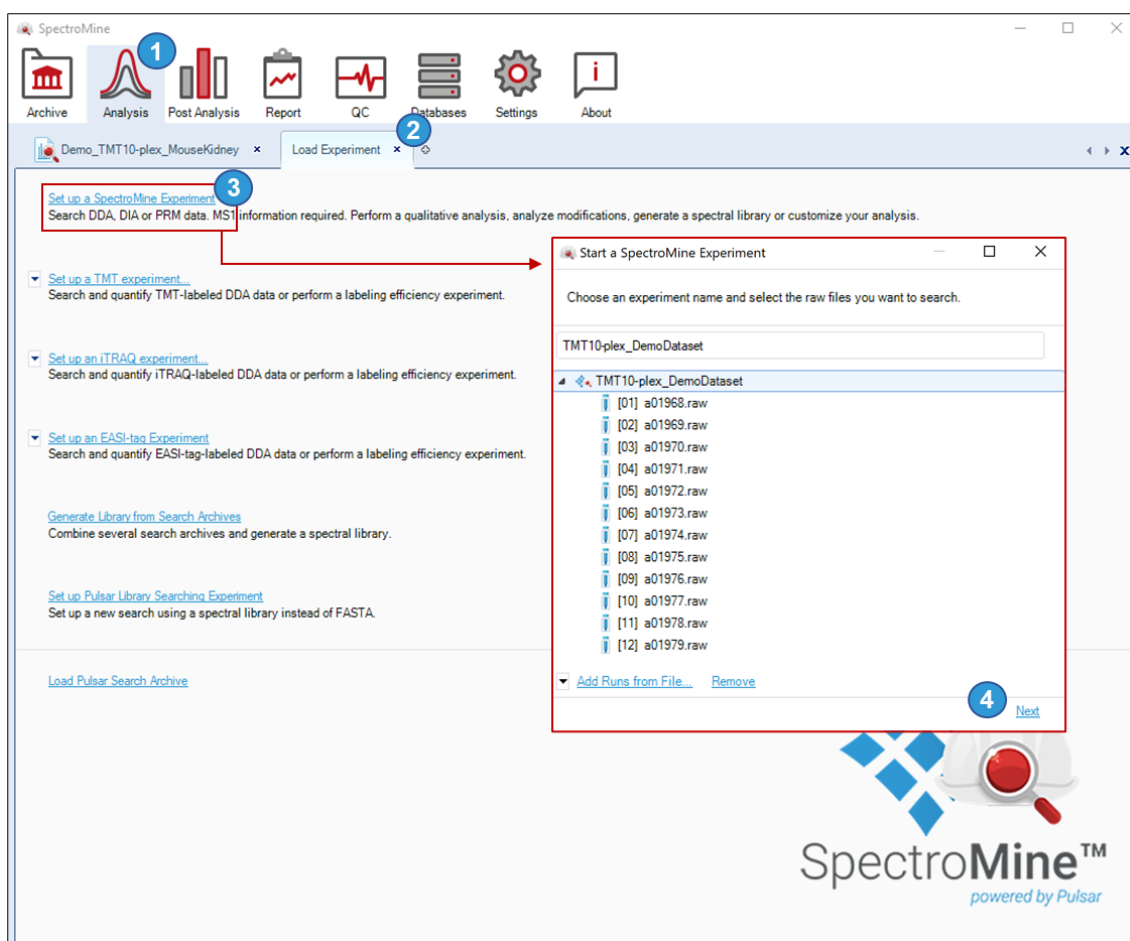 SpectroMine
1
Archive
Analysis
Post Analysis
Report
QC
Databases
Settings
About
i
2
Demo_TMT10-plex_MouseKidney
Load Experiment
3
Set up a SpectroMine Experiment
Search DDA, DIA or PRM data. MS1 information required. Perform a qualitative analysis, analyze modifications, generate a spectral library or customize your analysis.
Set up a TMT experiment...
Search and quantify TMT-labeled DDA data or perform a labeling efficiency experiment.
Set up an iTRAQ experiment...
Search and quantify iTRAQ-labeled DDA data or perform a labeling efficiency experiment.
Set up an EASI-tag Experiment
Search and quantify EASI-tag-labeled DDA data or perform a labeling efficiency experiment.
Generate Library from Search Archives
Combine several search archives and generate a spectral library.
Set up Pulsar Library Searching Experiment
Set up a new search using a spectral library instead of FASTA.
Load Pulsar Search Archive
Start a SpectroMine Experiment
Choose an experiment name and select the raw files you want to search.
TMT10-plex_DemoDataset
TMT10-plex_DemoDataset
[01] a01968.raw
[02] a01969.raw
[03] a01970.raw
[04] a01971.raw
[05] a01972.raw
[06] a01973.raw
[07] a01974.raw
[08] a01975.raw
[09] a01976.raw
[10] a01977.raw
[11] a01978.raw
[12] a01979.raw
Add Runs from File... Remove
4
Next
SpectroMine™
powered by Pulsar